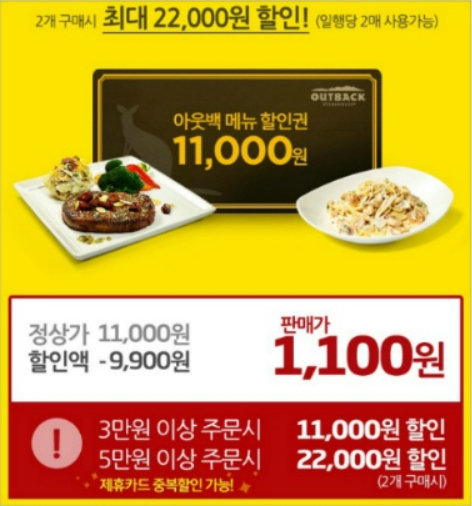 2개 구매시 최대 22,000원 할인! (일행당 2매 사용가능)
OUTBACK
STEAKHOUSE
아웃백 메뉴 할인권
11,000원
정상가 11,000원
할인액 -9,900원
판매가
1,100원
! 3만원 이상 주문시 11,000원 할인
5만원 이상 주문시 22,000원 할인
제휴카드 중복할인 가능! (2개 구매시)